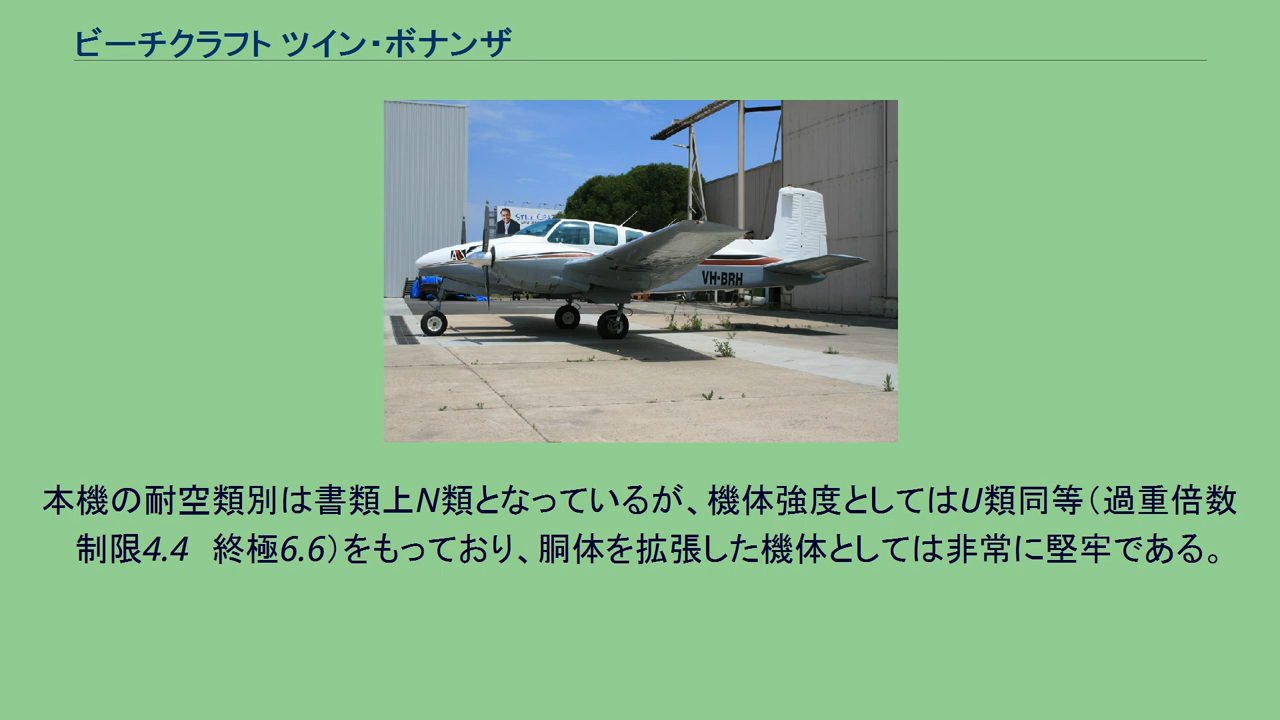 ビーチクラフト ツイン・ボナンザ
VH-BRH
本機の耐空類別は書類上N類となっているが、機体強度としてはU類同等（過重倍数
制限4.4　終極6.6）をもっており、胴体を拡張した機体としては非常に堅牢である。